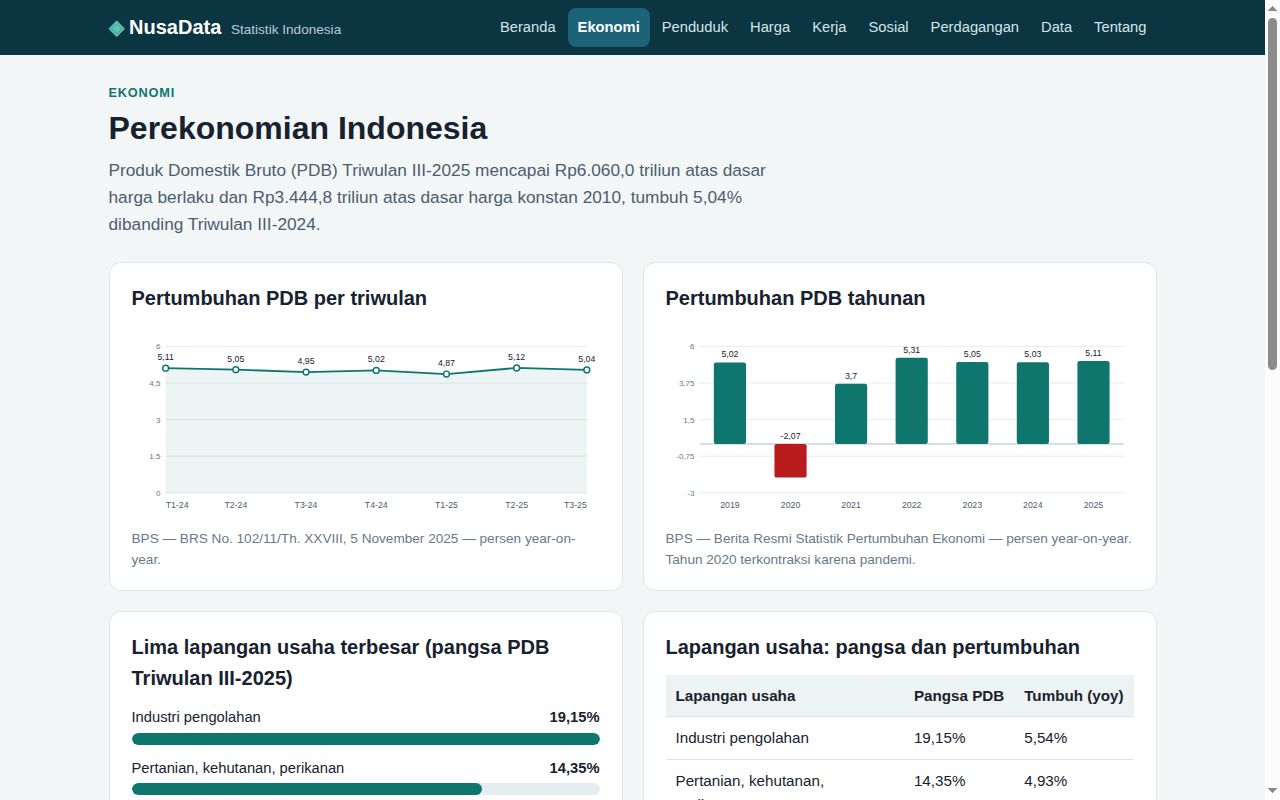 ◈ NusaData Statistik Indonesia
Beranda Ekonomi Penduduk Harga Kerja Sosial Perdagangan Data Tentang
EKONOMI
Perekonomian Indonesia
Produk Domestik Bruto (PDB) Triwulan III-2025 mencapai Rp6.060,0 triliun atas dasar
harga berlaku dan Rp3.444,8 triliun atas dasar harga konstan 2010, tumbuh 5,04%
dibanding Triwulan III-2024.
Pertumbuhan PDB per triwulan
6
5,11 5,05 4,95 5,02 4,87 5,12 5,04
4,5
3
1,5
0
T1-24 T2-24 T3-24 T4-24 T1-25 T2-25 T3-25
BPS — BRS No. 102/11/Th. XXVIII, 5 November 2025 — persen year-on-
year.
Pertumbuhan PDB tahunan
6
5,02 -2,07 3,7 5,31 5,05 5,03 5,11
3,75
1,5
-0,75
-3
2019 2020 2021 2022 2023 2024 2025
BPS — Berita Resmi Statistik Pertumbuhan Ekonomi — persen year-on-year.
Tahun 2020 terkontraksi karena pandemi.
Lima lapangan usaha terbesar (pangsa PDB
Triwulan III-2025)
Industri pengolahan 19,15%
Pertanian, kehutanan, perikanan 14,35%
Lapangan usaha: pangsa dan pertumbuhan
Lapangan usaha Pangsa PDB Tumbuh (yoy)
Industri pengolahan 19,15% 5,54%
Pertanian, kehutanan, 14,35% 4,93%